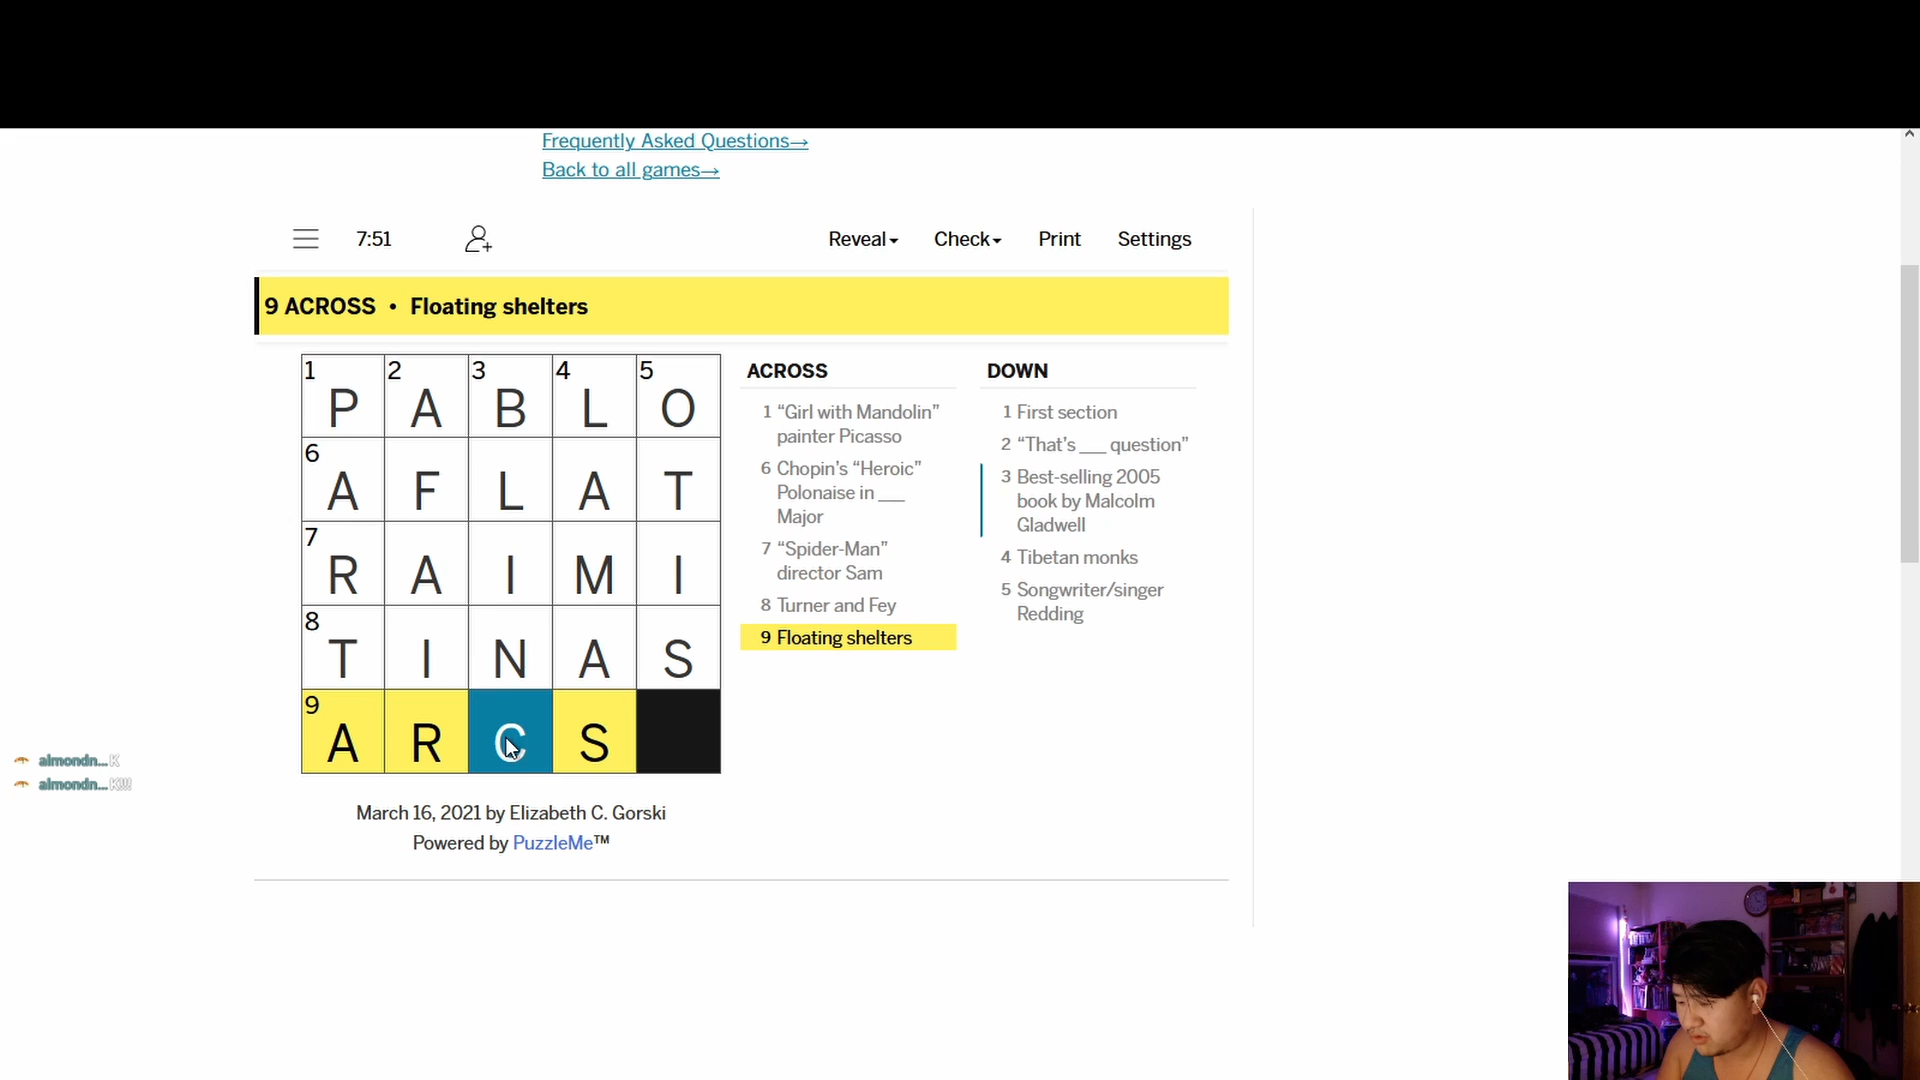 Frequently Asked Questions→
Back to all games→
7:51
Reveal
Check
Print
Settings
9 ACROSS • Floating shelters
1 P 2 A 3 B 4 L 5 O
6 A F L A T
7 R A I M I
8 T I N A S
9 A R C S
ACROSS
1 “Girl with Mandolin”
painter Picasso
6 Chopin’s “Heroic”
Polonaise in ___
Major
7 “Spider-Man”
director Sam
8 Turner and Fey
9 Floating shelters
DOWN
1 First section
2 “That’s ___ question”
3 Best-selling 2005
book by Malcolm
Gladwell
4 Tibetan monks
5 Songwriter/singer
Redding
almondn... K
almondn... K!!!
March 16, 2021 by Elizabeth C. Gorski
Powered by PuzzleMe™